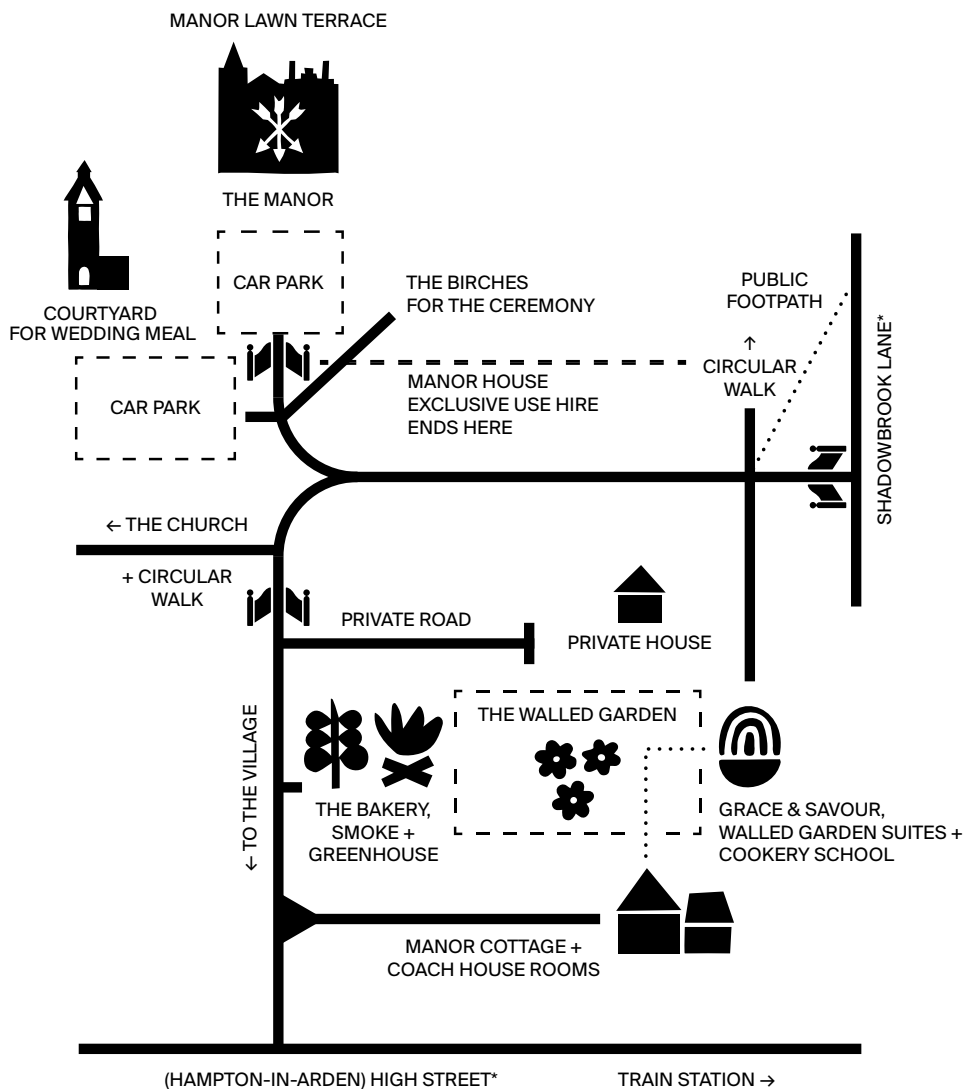 MANOR LAWN TERRACE
THE MANOR
CAR PARK
THE BIRCHES
FOR THE CEREMONY
PUBLIC
FOOTPATH
COURTYARD
FOR WEDDING MEAL
↑
CIRCULAR
WALK
MANOR HOUSE
EXCLUSIVE USE HIRE
ENDS HERE
CAR PARK
SHADOWBROOK LANE*
← THE CHURCH
+ CIRCULAR
WALK
PRIVATE ROAD
PRIVATE HOUSE
← TO THE VILLAGE
THE WALLED GARDEN
THE BAKERY,
SMOKE +
GREENHOUSE
GRACE & SAVOUR,
WALLED GARDEN SUITES +
COOKERY SCHOOL
MANOR COTTAGE +
COACH HOUSE ROOMS
(HAMPTON-IN-ARDEN) HIGH STREET*
TRAIN STATION →